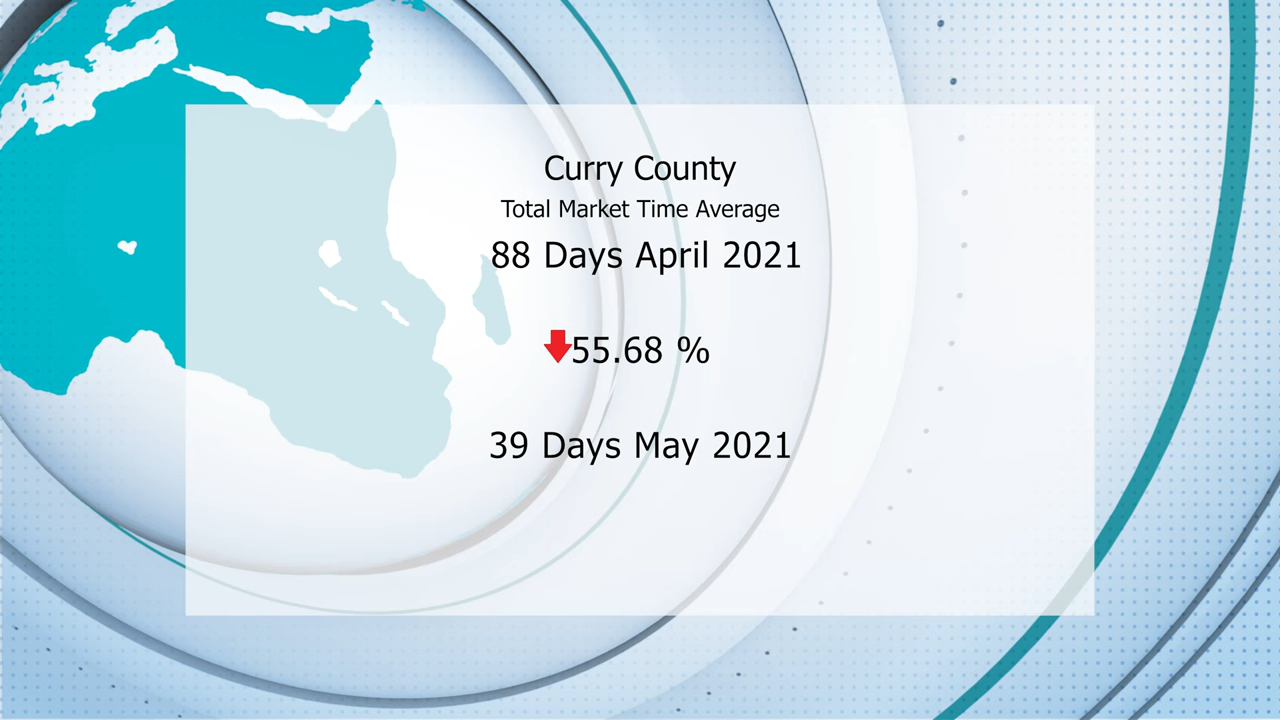 Curry County
Total Market Time Average
88 Days April 2021
55.68 %
39 Days May 2021